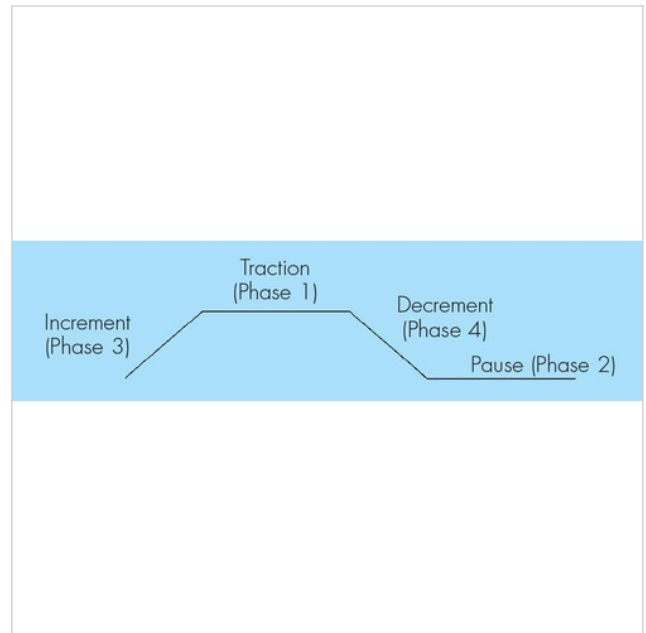 Traction
(Phase 1)
Increment
(Phase 3)
Decrement
(Phase 4)
Pause (Phase 2)